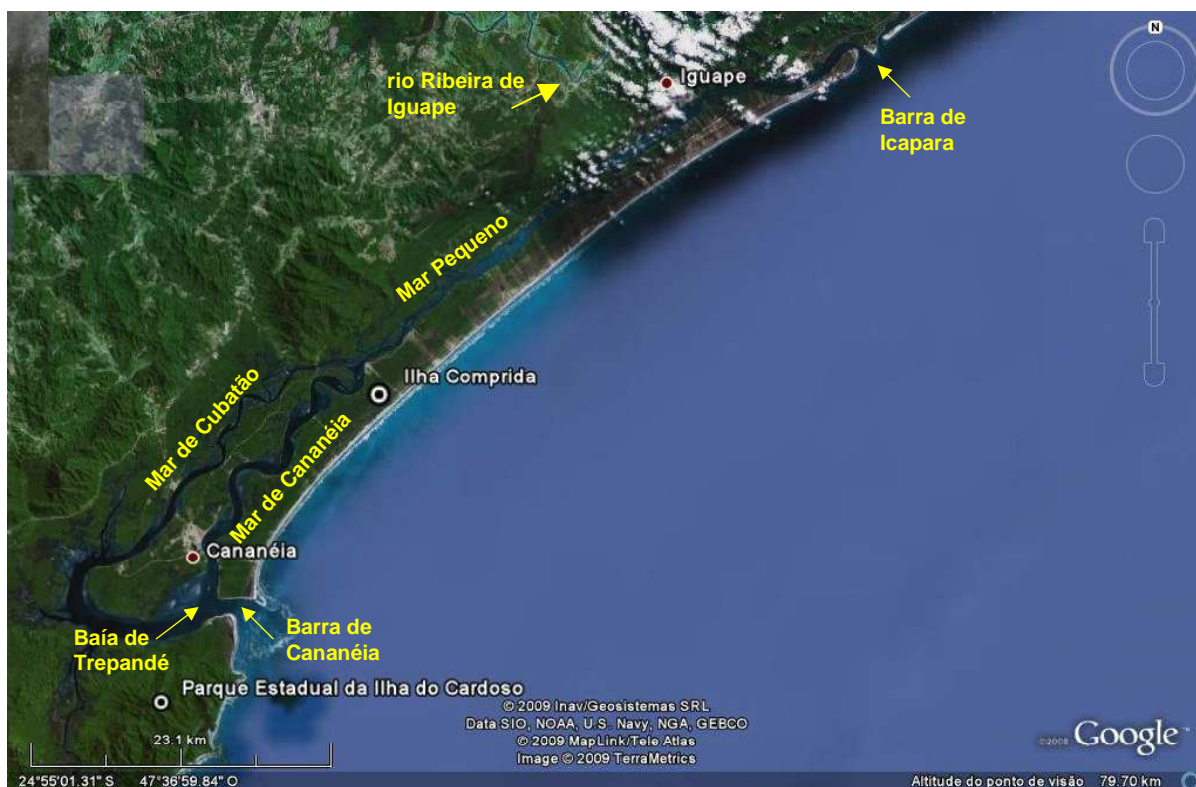 N
rio Ribeira de
Iguape
Iguape
Barra de
Icapara
Mar Pequeno
Ilha Comprida
Mar de Cubatão
Mar de Cananéia
Cananéia
Baía de
Trepandé
Barra de
Cananéia
Parque Estadual da Ilha do Cardoso
© 2009 Inav/Geosistemas SRL
Data SIO, NOAA, U.S. Navy, NGA, GEBCO
© 2009 MapLink/Tele Atlas
Image © 2009 TerraMetrics
23.1 km
Google
24°55'01.31" S 47°36'59.84" O
Altitude do ponto de visão 79.70 km